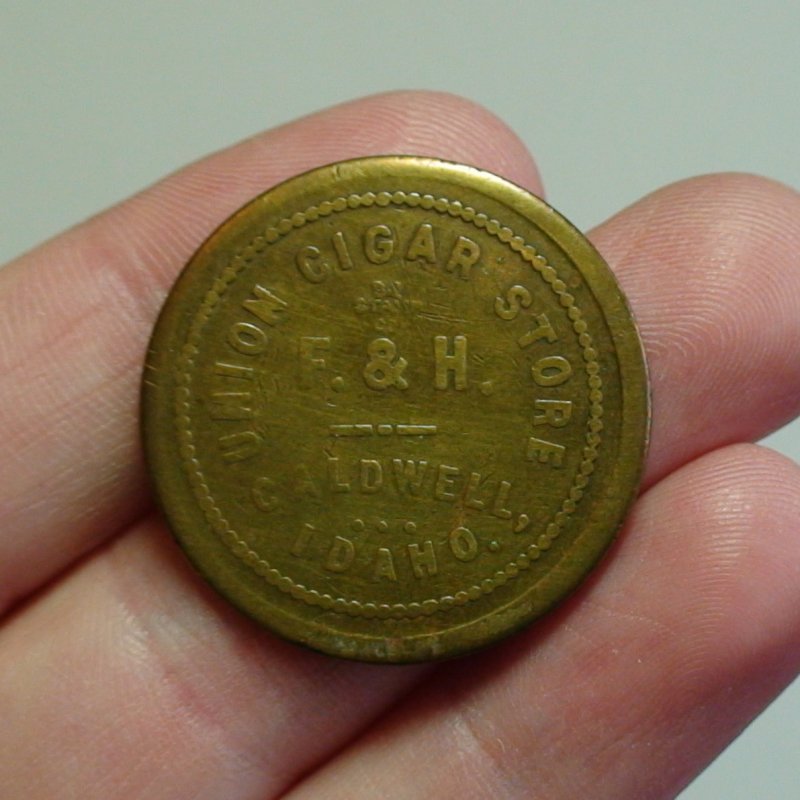 UNION CIGAR STORE
F. & H.
CALDWELL,
IDAHO.